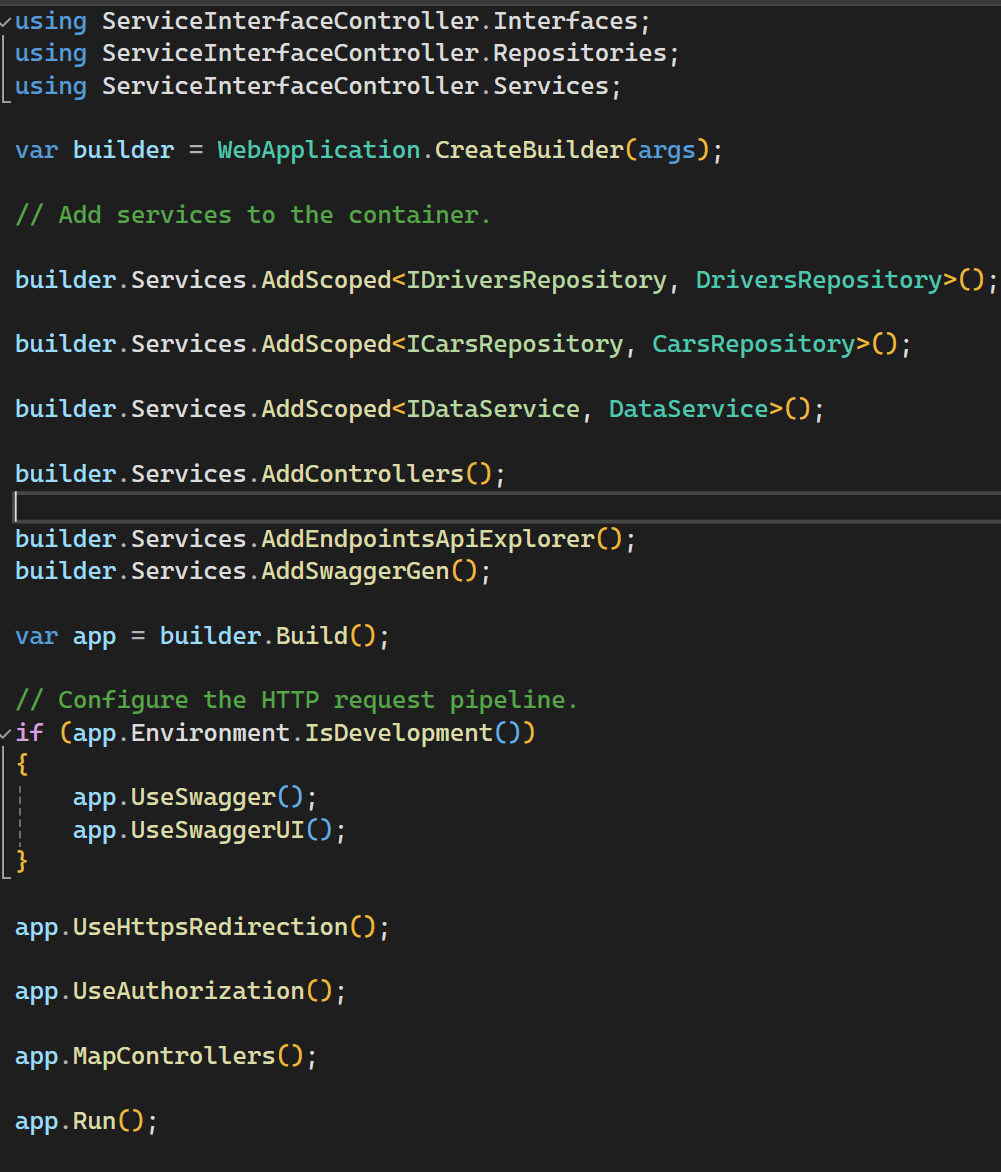 using ServiceInterfaceController.Interfaces;
using ServiceInterfaceController.Repositories;
using ServiceInterfaceController.Services;
var builder = WebApplication.CreateBuilder(args);
// Add services to the container.
builder.Services.AddScoped<IDriversRepository, DriversRepository>();
builder.Services.AddScoped<ICarsRepository, CarsRepository>();
builder.Services.AddScoped<IDataService, DataService>();
builder.Services.AddControllers();
builder.Services.AddEndpointsApiExplorer();
builder.Services.AddSwaggerGen();
var app = builder.Build();
// Configure the HTTP request pipeline.
if (app.Environment.IsDevelopment())
{
    app.UseSwagger();
    app.UseSwaggerUI();
}
app.UseHttpsRedirection();
app.UseAuthorization();
app.MapControllers();
app.Run();